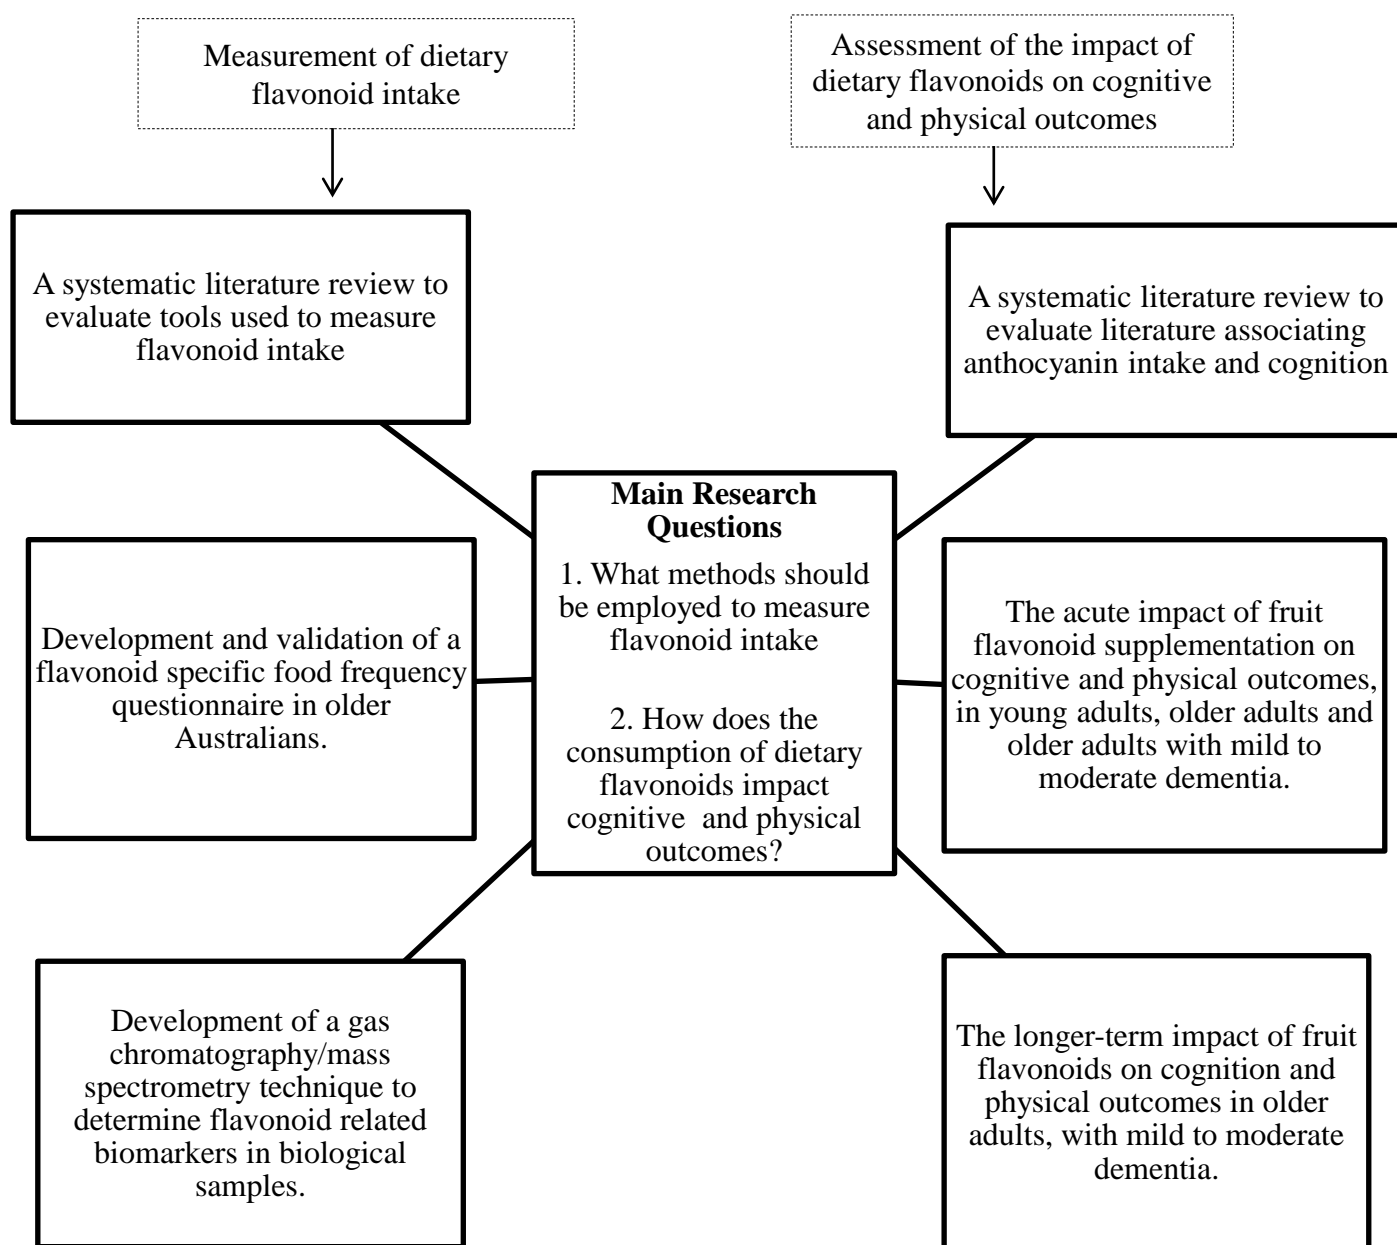 Measurement of dietary
flavonoid intake
Assessment of the impact of
dietary flavonoids on cognitive
and physical outcomes
A systematic literature review to
evaluate tools used to measure
flavonoid intake
A systematic literature review to
evaluate literature associating
anthocyanin intake and cognition
Main Research
Questions
1. What methods should
be employed to measure
flavonoid intake
2. How does the
consumption of dietary
flavonoids impact
cognitive and physical
outcomes?
Development and validation of a
flavonoid specific food frequency
questionnaire in older
Australians.
The acute impact of fruit
flavonoid supplementation on
cognitive and physical outcomes,
in young adults, older adults and
older adults with mild to
moderate dementia.
Development of a gas
chromatography/mass
spectrometry technique to
determine flavonoid related
biomarkers in biological
samples.
The longer-term impact of fruit
flavonoids on cognition and
physical outcomes in older
adults, with mild to moderate
dementia.